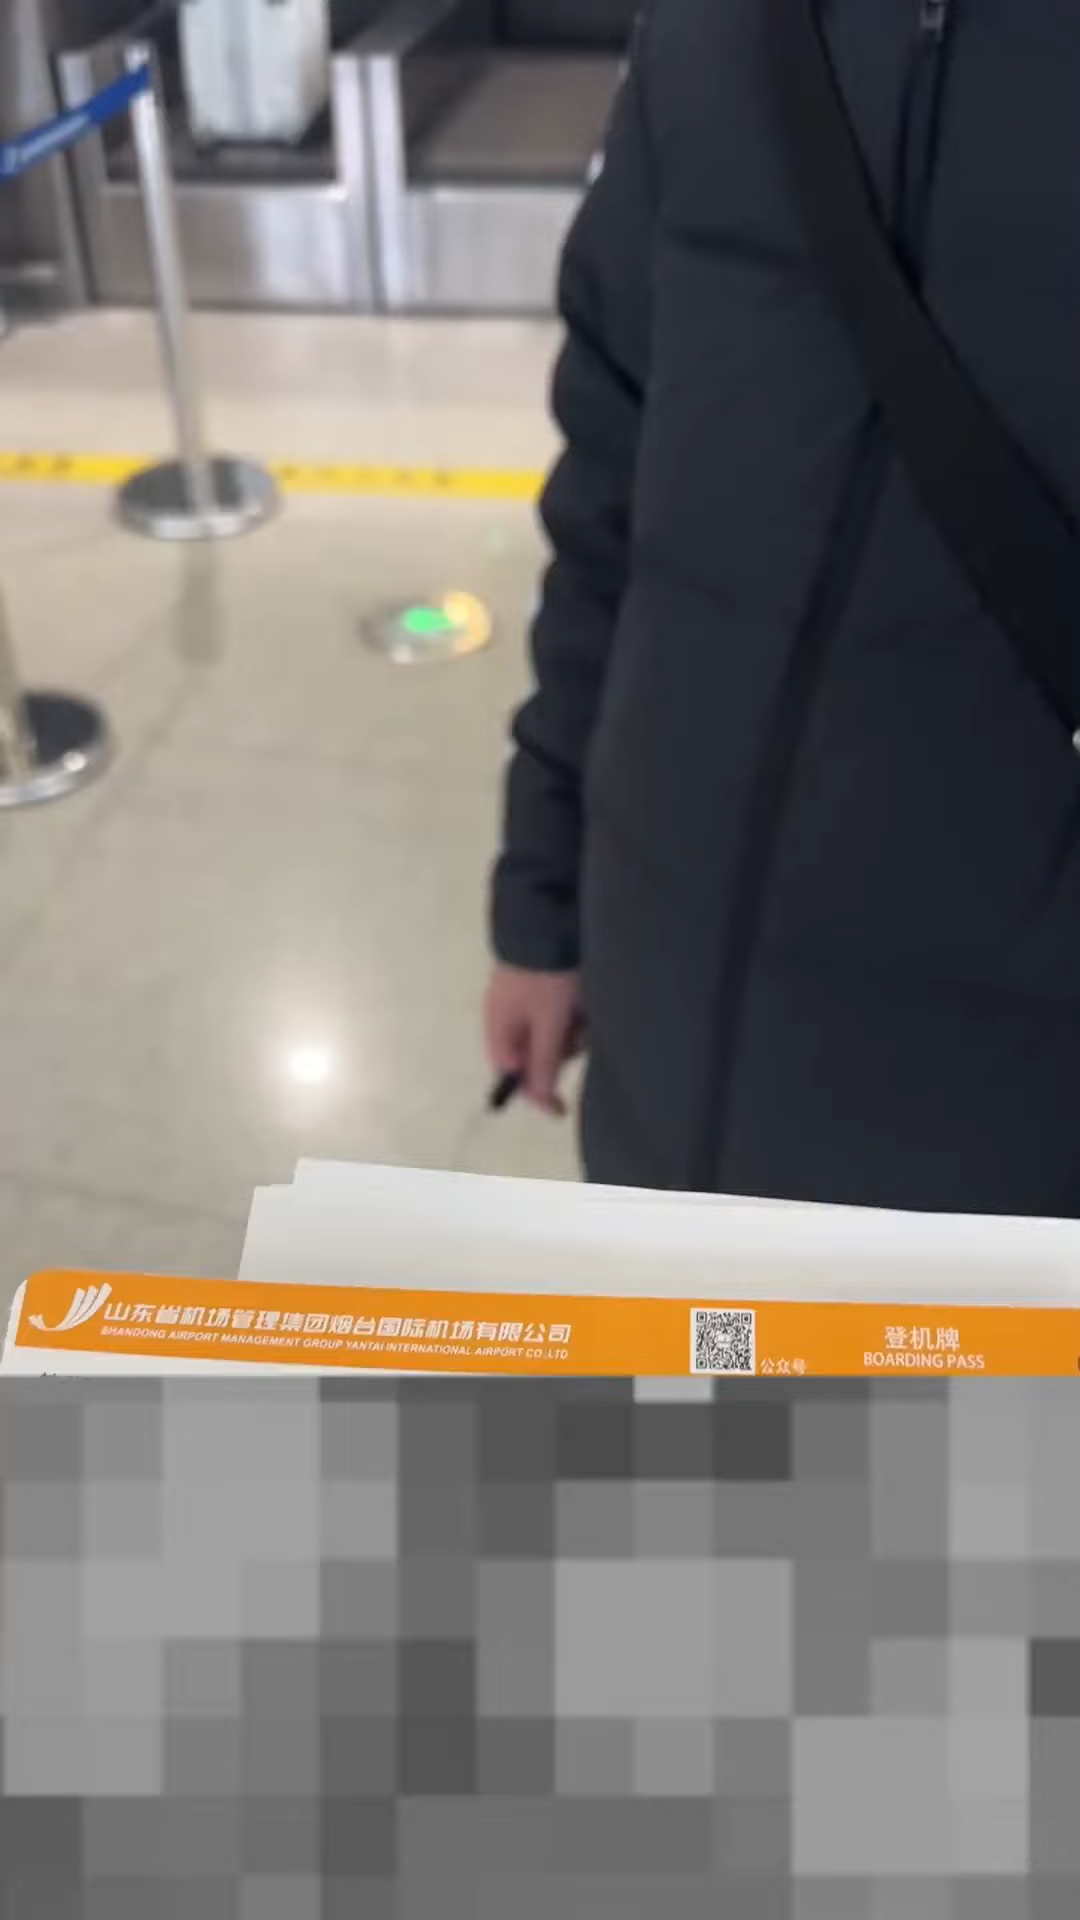 山东省机场管理集团烟台国际机场有限公司
SHANDONG AIRPORT MANAGEMENT GROUP YANTAI INTERNATIONAL AIRPORT CO.,LTD
公众号
登机牌
BOARDING PASS